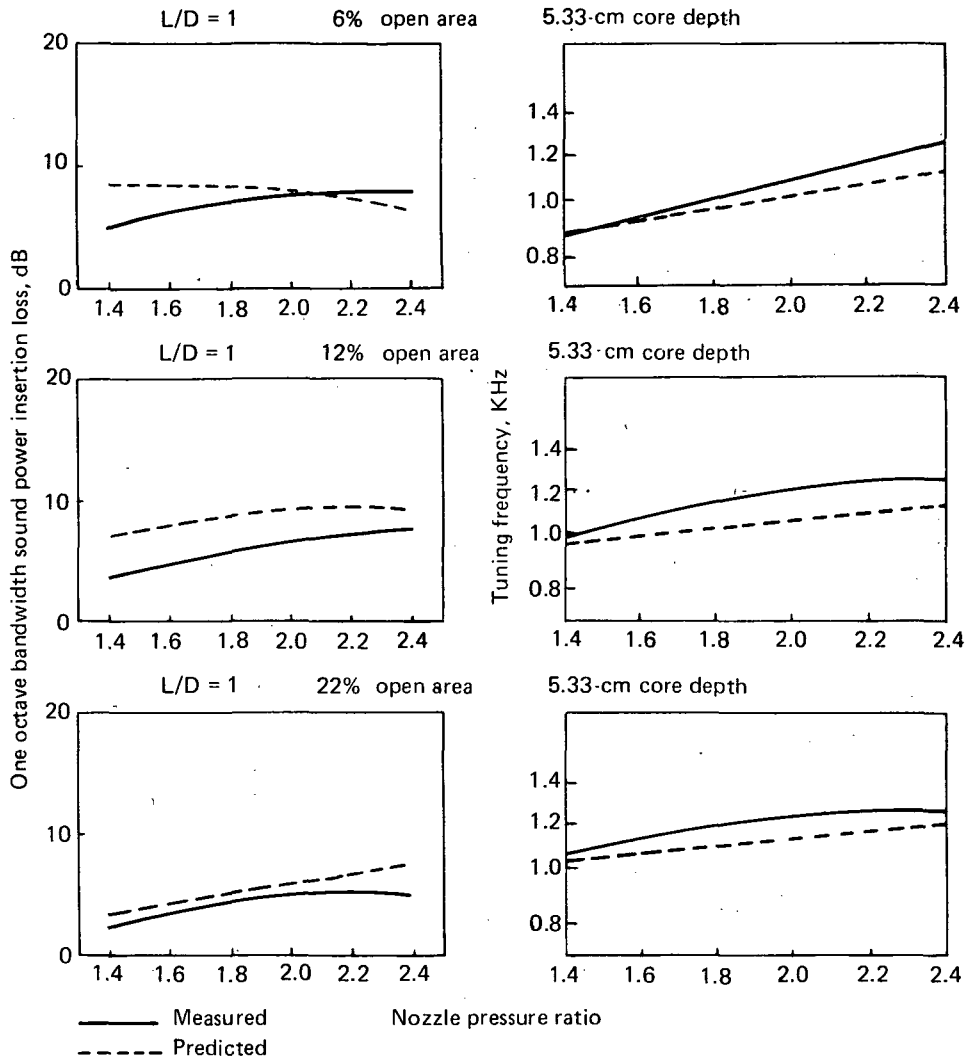 L/D = 1 6% open area 5.33-cm core depth
One octave bandwidth sound power insertion loss, dB
20
10
0
1.4 1.6 1.8 2.0 2.2 2.4
Tuning frequency, KHz
1.4
1.2
1.0
0.8
1.4 1.6 1.8 2.0 2.2 2.4
L/D = 1 12% open area 5.33-cm core depth
20
10
0
1.4 1.6 1.8 2.0 2.2 2.4
1.4
1.2
1.0
0.8
1.4 1.6 1.8 2.0 2.2 2.4
L/D = 1 22% open area 5.33-cm core depth
20
10
0
1.4 1.6 1.8 2.0 2.2 2.4
1.4
1.2
1.0
0.8
1.4 1.6 1.8 2.0 2.2 2.4
Measured Nozzle pressure ratio
Predicted